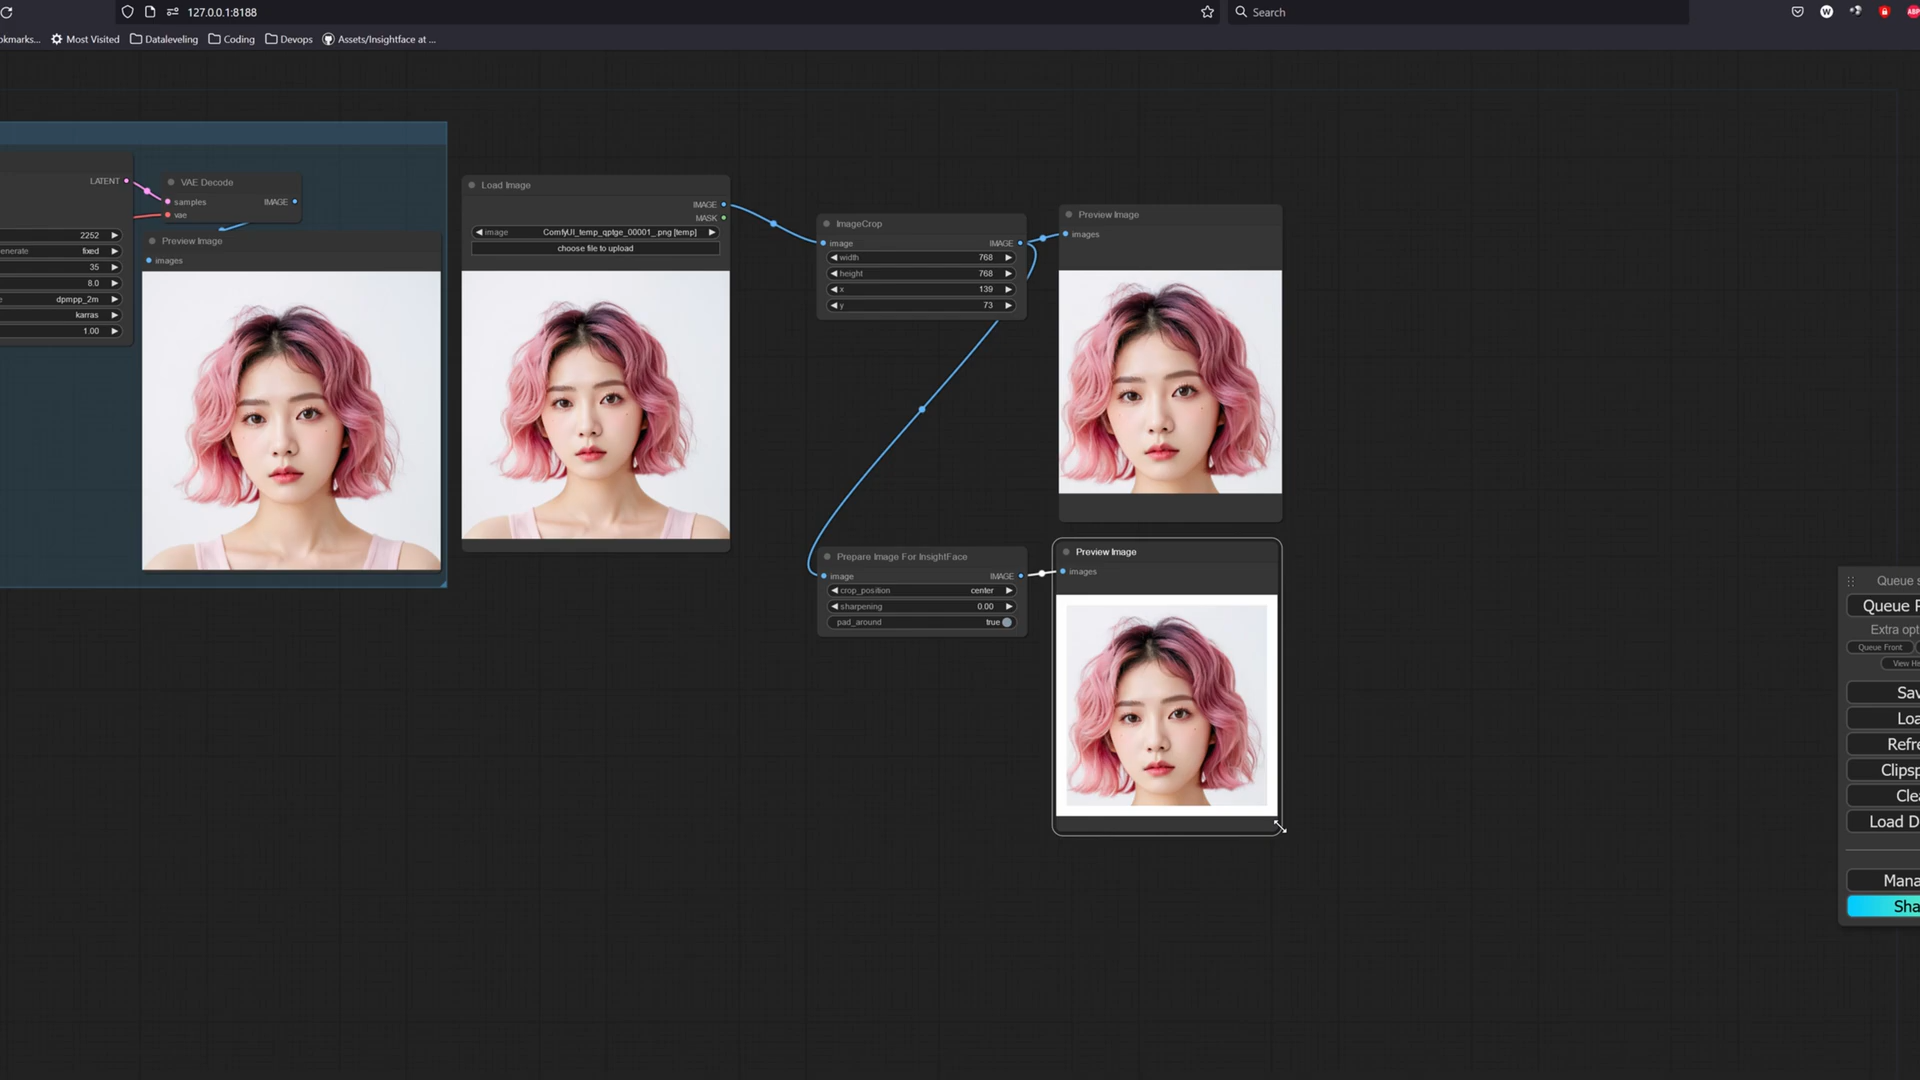 127.0.0.1:8188
Search
okmarks...
Most Visited
Dataleveling
Coding
Devops
Assets/Insightface at ...
LATENT
VAE Decode
samples
IMAGE
vae
2252
enerate
fixed
35
8.0
dpmpp_2m
karras
1.00
Preview Image
images
Load Image
IMAGE
MASK
image
ComfyUI_temp_qptge_00001_.png [temp]
choose file to upload
ImageCrop
image
IMAGE
width
768
height
768
x
139
y
73
Preview Image
images
Prepare Image For InsightFace
image
IMAGE
crop_position
center
sharpening
0.00
pad_around
true
Preview Image
images
Queue s
Queue P
Extra opt
Queue Front
View Hi
Sav
Loa
Refre
Clipsp
Clea
Load D
Mana
Sha